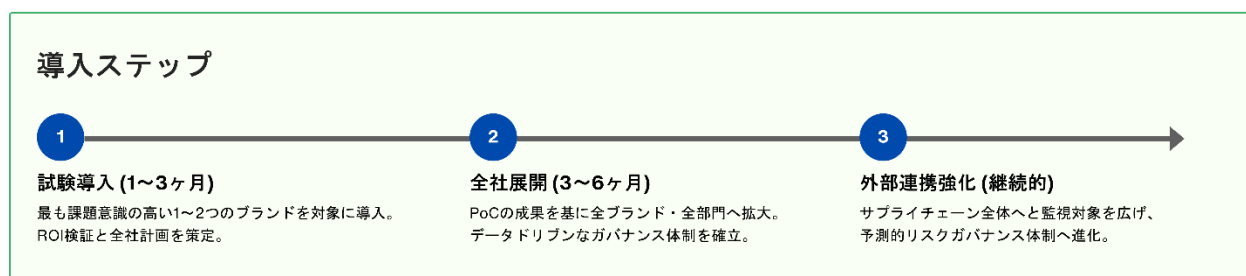 導入ステップ
1
2
3
試験導入 (1〜3ヶ月)
最も課題意識の高い1〜2つのブランドを対象に導入。
ROI検証と全社計画を策定。
全社展開 (3〜6ヶ月)
PoCの成果を基に全ブランド・全部門へ拡大。
データドリブンなガバナンス体制を確立。
外部連携強化 (継続的)
サプライチェーン全体へと監視対象を広げ、
予測的リスクガバナンス体制へ進化。